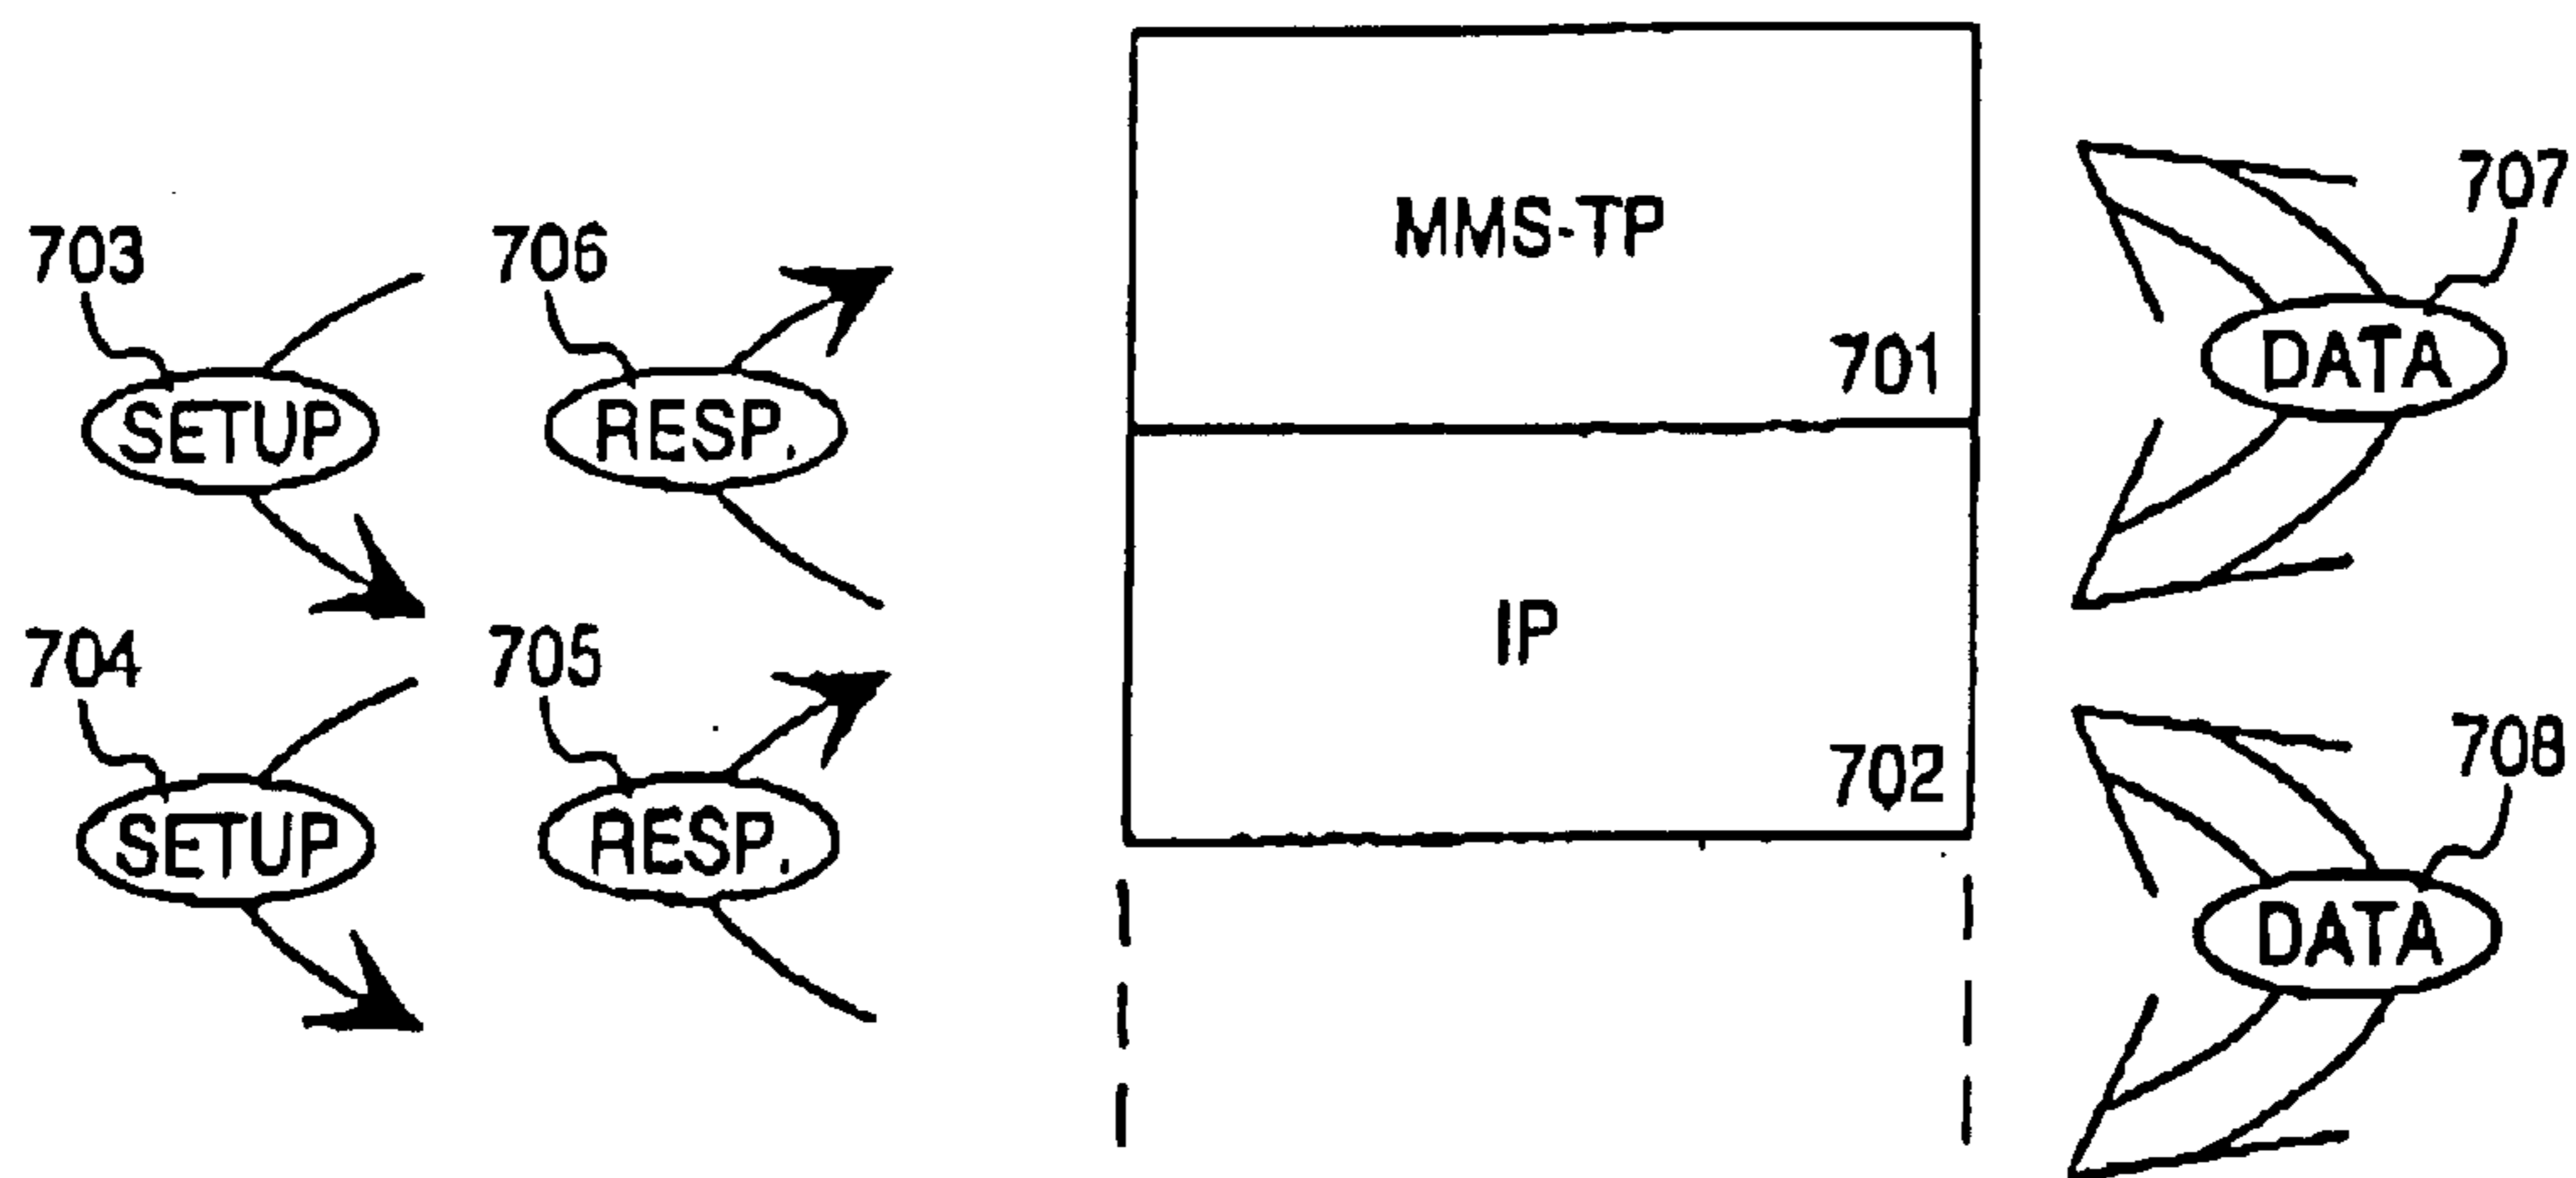 703
706
SETUP
RESP.
704
705
SETUP
RESP.
MMS-TP
701
IP
702
707
DATA
708
DATA